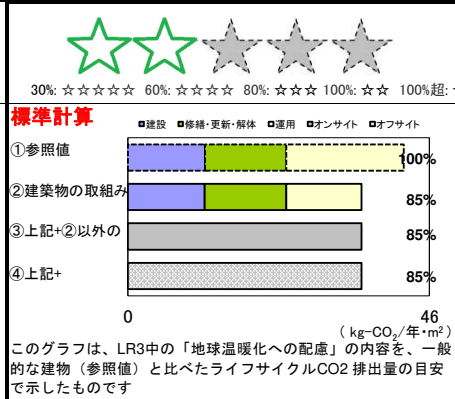 30%: ☆☆☆☆☆ 60%: ☆☆☆☆ 80%: ☆☆☆ 100%: ☆☆ 100%超:
標準計算
建設 修繕・更新・解体 運用 オンサイト オフサイト
①参照値
100%
②建築物の取組み
85%
③上記+②以外の
85%
④上記+
85%
0
46
( kg-CO₂/年・m²)
このグラフは、LR3中の「地球温暖化への配慮」の内容を、一般
的な建物（参照値）と比べたライフサイクルCO2 排出量の目安
で示したものです